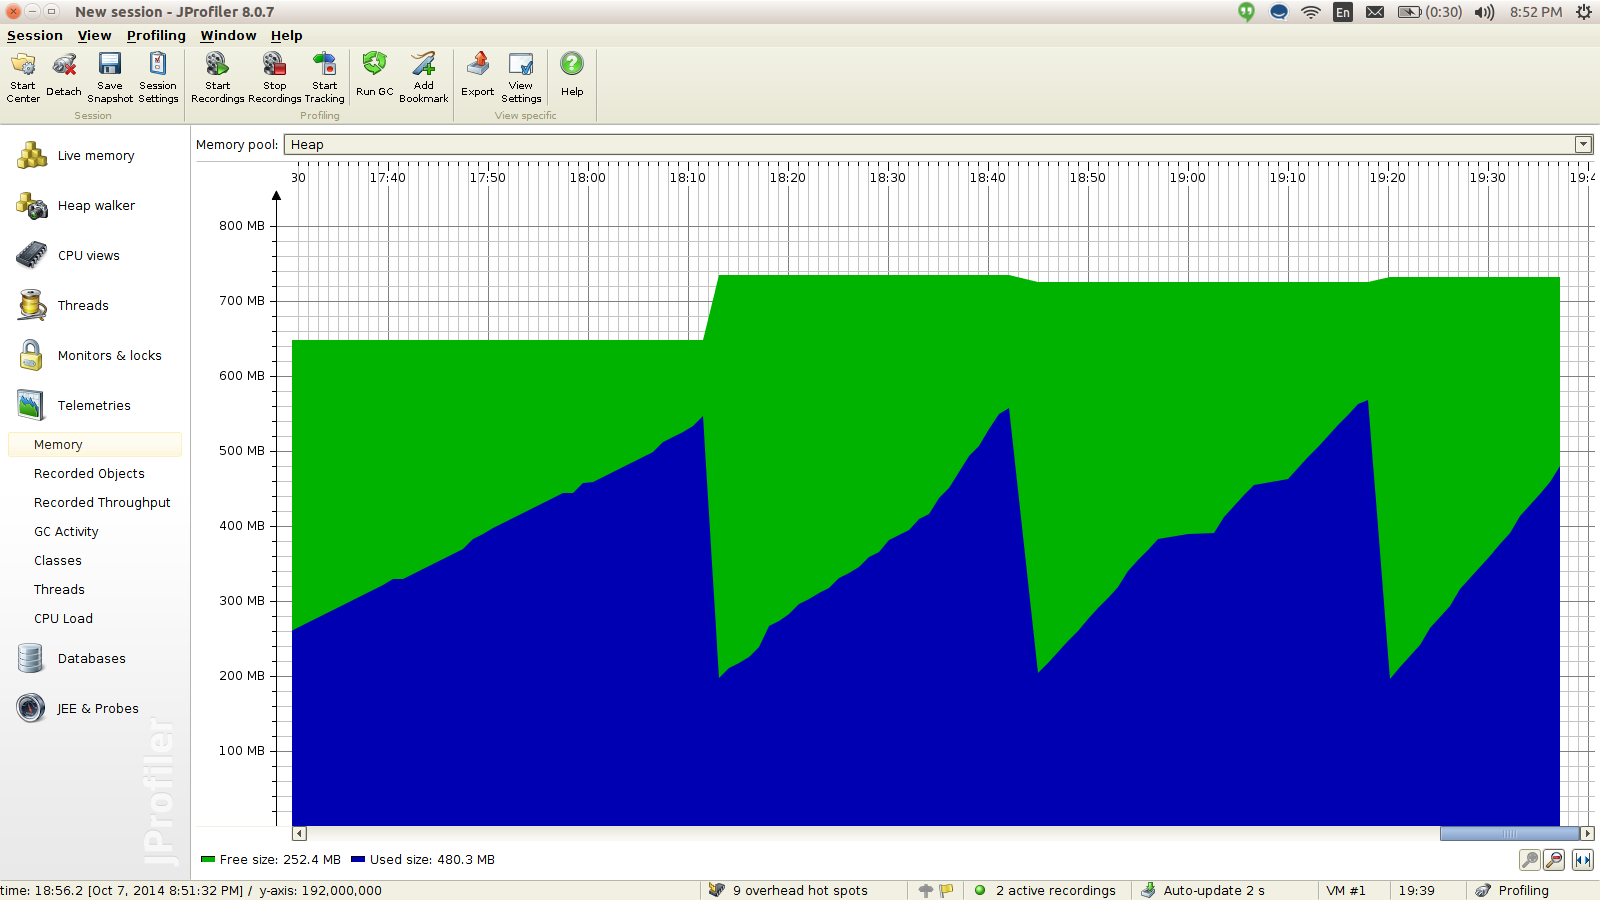 New session - JProfiler 8.0.7
En (0:30) 8:52 PM
Session View Profiling Window Help
Start Center Detach Save Snapshot Session Settings Start Recordings Stop Recordings Start Tracking Run GC Add Bookmark Export View Settings Help
Session Profiling View specific
Memory pool: Heap
Live memory
Heap walker
CPU views
Threads
Monitors & locks
Telemetries
Memory
Recorded Objects
Recorded Throughput
GC Activity
Classes
Threads
CPU Load
Databases
JEE & Probes
JProfiler
30 17:40 17:50 18:00 18:10 18:20 18:30 18:40 18:50 19:00 19:10 19:20 19:30 19:4
800 MB
700 MB
600 MB
500 MB
400 MB
300 MB
200 MB
100 MB
Free size: 252.4 MB Used size: 480.3 MB
time: 18:56.2 [Oct 7, 2014 8:51:32 PM] / y-axis: 192,000,000 9 overhead hot spots 2 active recordings Auto-update 2 s VM #1 19:39 Profiling